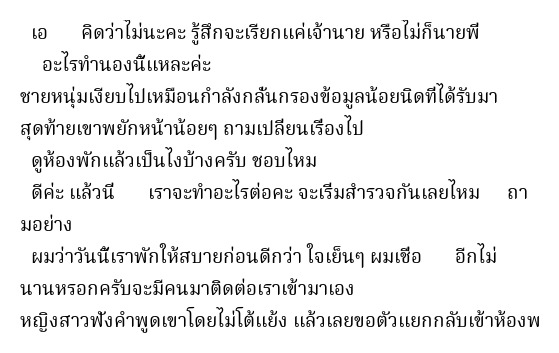 เอ คิดว่าไม่นะคะ รู้สึกจะเรียกแค่เจ้านาย หรือไม่ก็นายพี่
อะไรทำนองนี้แหละค่ะ
ชายหนุ่มเงียบไปเหมือนกำลังกลั่นกรองข้อมูลน้อยนิดที่ได้รับมา
สุดท้ายเขาพยักหน้าน้อยๆ ถามเปลี่ยนเรื่องไป
ดูห้องพักแล้วเป็นไงบ้างครับ ชอบไหม
ดีค่ะ แล้วนี่ เราจะทำอะไรต่อคะ จะเริ่มสำรวจกันเลยไหม ถา
มอย่าง
ผมว่าวันนี้เราพักให้สบายก่อนดีกว่า ใจเย็นๆ ผมเชื่อ อีกไม่
นานหรอกครับจะมีคนมาติดต่อเราเข้ามาเอง
หญิงสาวฟังคำพูดเขาโดยไม่โต้แย้ง แล้วเลยขอตัวแยกกลับเข้าห้องพ